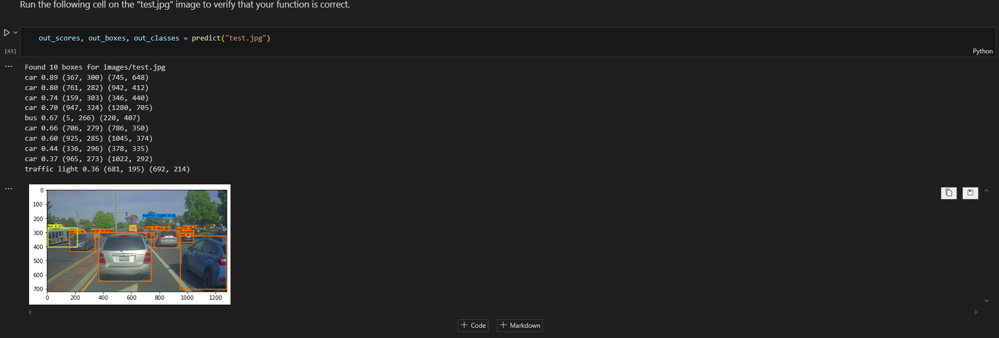 Run the following cell on the "test.jpg" image to verify that your function is correct.
out_scores, out_boxes, out_classes = predict("test.jpg")
[43]
Python
Found 10 boxes for images/test.jpg
car 0.89 (367, 300) (745, 648)
car 0.80 (761, 282) (942, 412)
car 0.74 (159, 303) (346, 440)
car 0.70 (947, 324) (1280, 705)
bus 0.67 (5, 266) (220, 407)
car 0.66 (706, 279) (786, 350)
car 0.60 (925, 285) (1045, 374)
car 0.44 (336, 296) (378, 335)
car 0.37 (965, 273) (1022, 292)
traffic light 0.36 (681, 195) (692, 214)
0
100
200
300
400
500
600
700
traffic light 0.36
bus 0.67
car
car 0.44
car 0.66
car
car
car 0.7
0 200 400 600 800 1000 1200
+ Code + Markdown